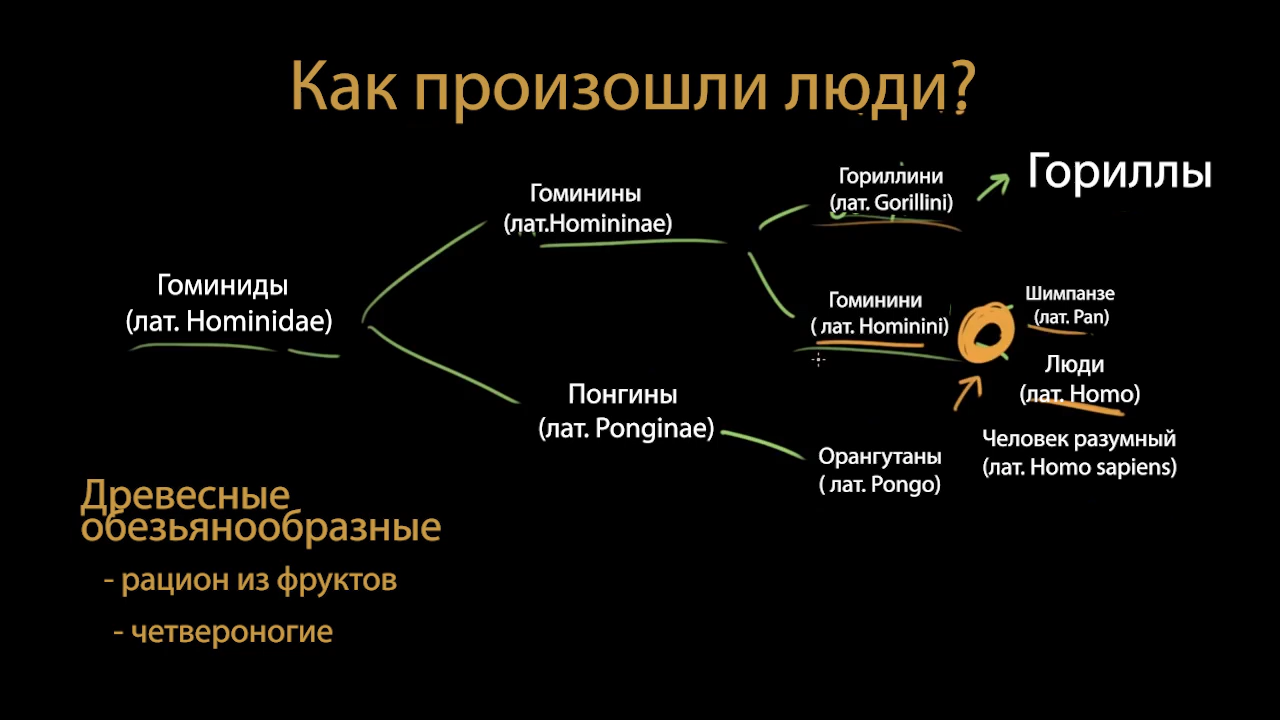 Как произошли люди?
Гориллини
(лат. Gorillini)
Гориллы
Гоминины
(лат.Homininae)
Гоминиды
(лат. Hominidae)
Гоминини
( лат. Hominini)
Шимпанзе
(лат. Pan)
Люди
(лат. Homo)
Понгины
(лат. Ponginae)
Человек разумный
(лат. Homo sapiens)
Орангутаны
( лат. Pongo)
Древесные
обезьянообразные
- рацион из фруктов
- четвероногие